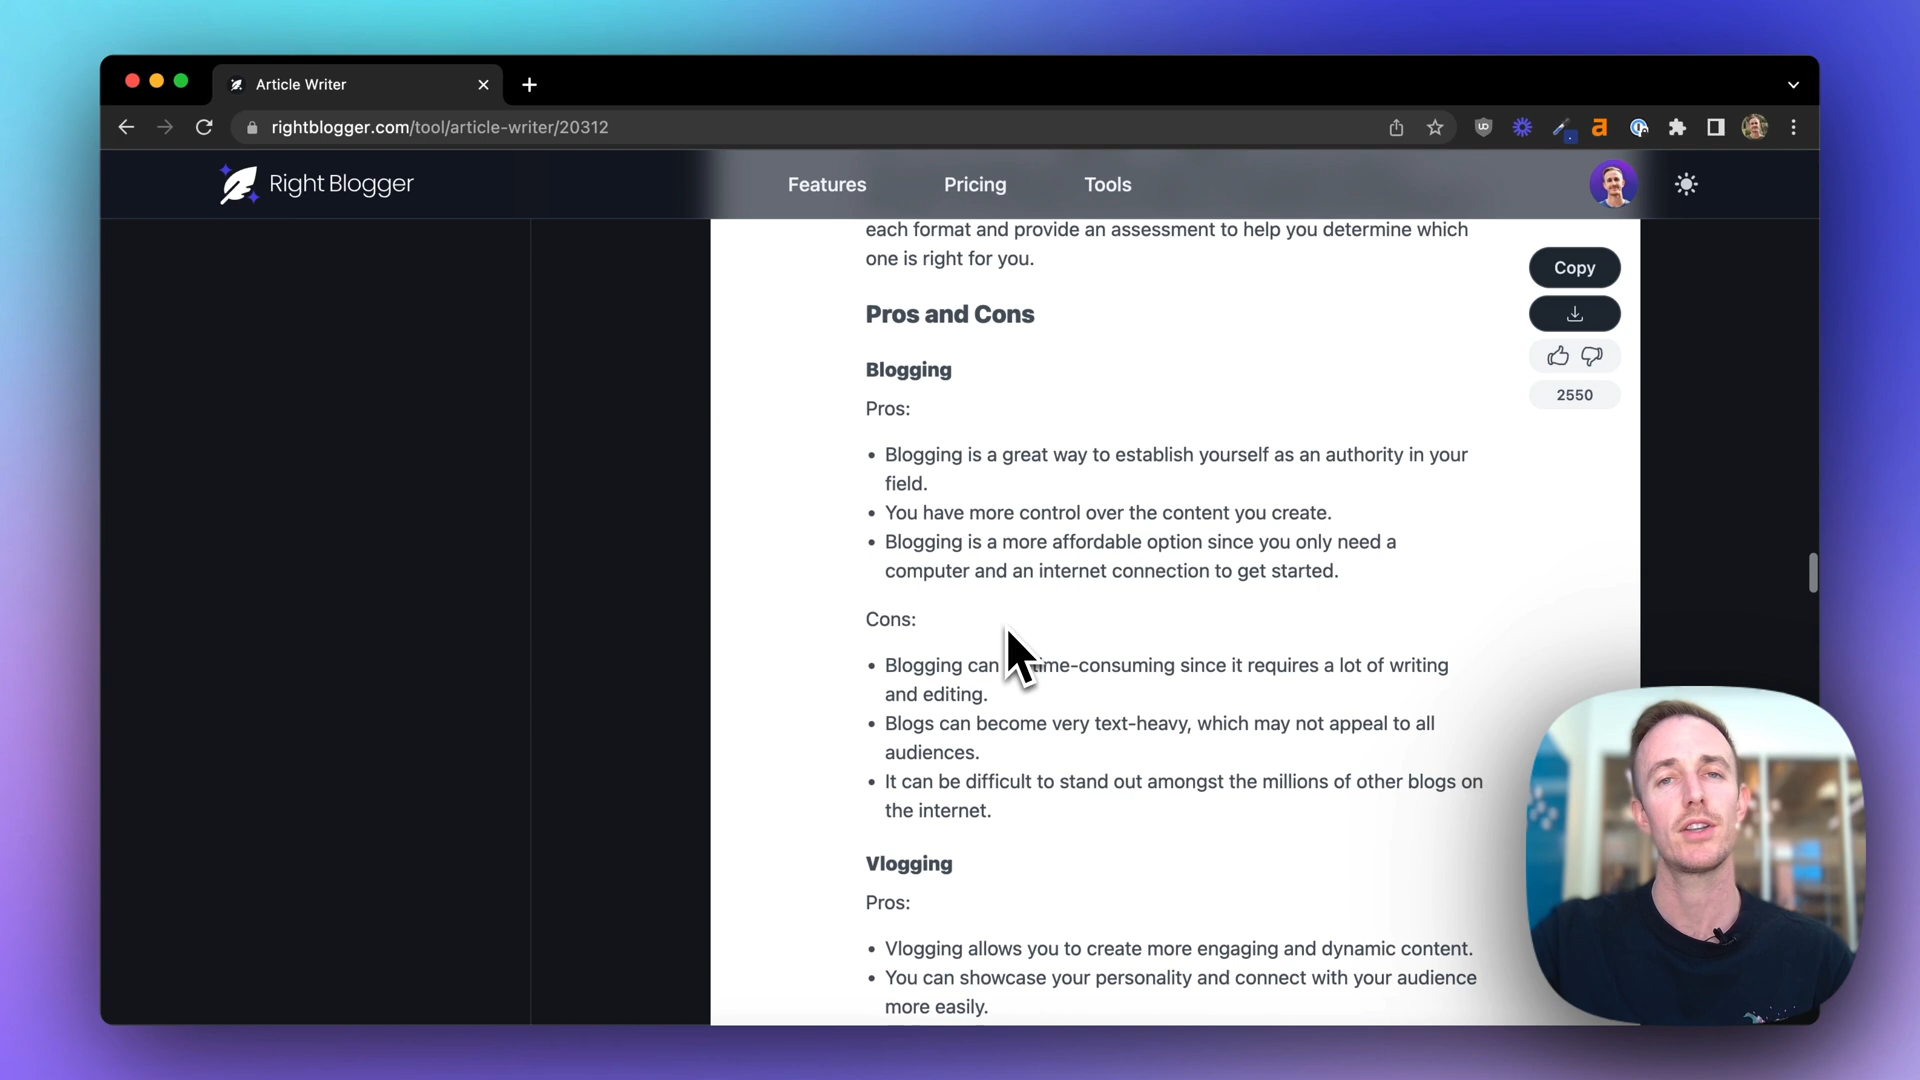 Article Writer
rightblogger.com/tool/article-writer/20312
Right Blogger
Features
Pricing
Tools
each format and provide an assessment to help you determine which
one is right for you.
Copy
2550
Pros and Cons
Blogging
Pros:
• Blogging is a great way to establish yourself as an authority in your
field.
• You have more control over the content you create.
• Blogging is a more affordable option since you only need a
computer and an internet connection to get started.
Cons:
• Blogging can time-consuming since it requires a lot of writing
and editing.
• Blogs can become very text-heavy, which may not appeal to all
audiences.
• It can be difficult to stand out amongst the millions of other blogs on
the internet.
Vlogging
Pros:
• Vlogging allows you to create more engaging and dynamic content.
• You can showcase your personality and connect with your audience
more easily.